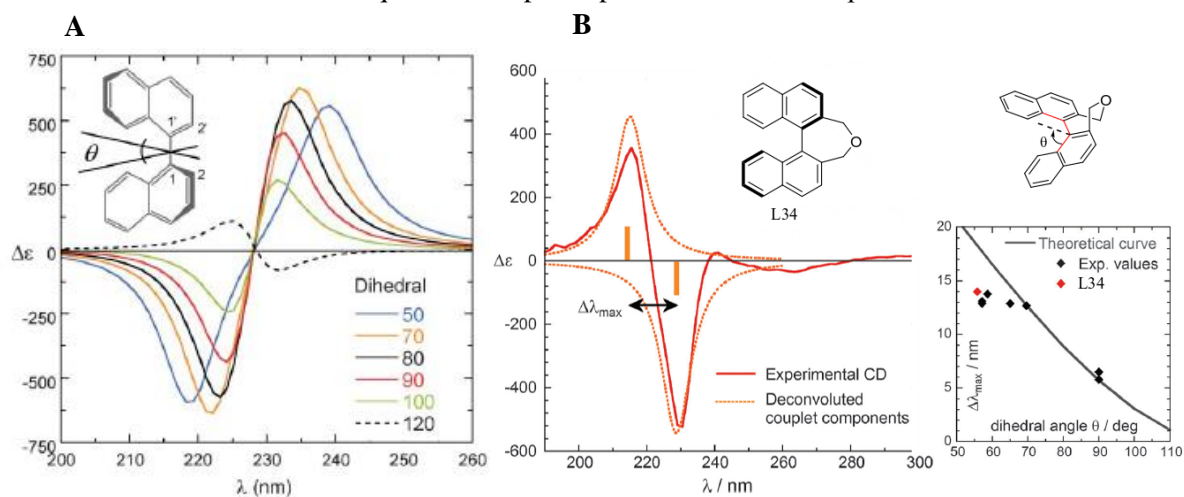 A
750
500
250
Δε
0
-250
-500
-750
θ
1'
2'
1
2
Dihedral
50
70
80
90
100
120
200 210 220 230 240 250 260
λ (nm)
B
600
400
200
Δε
0
-200
-400
-600
O
L34
Δλmax
Experimental CD
Deconvoluted
couplet components
200 220 240 260 280 300
λ / nm
O
θ
20
15
10
5
0
Δλmax / nm
Theoretical curve
Exp. values
L34
dihedral angle θ / deg
50 60 70 80 90 100 110